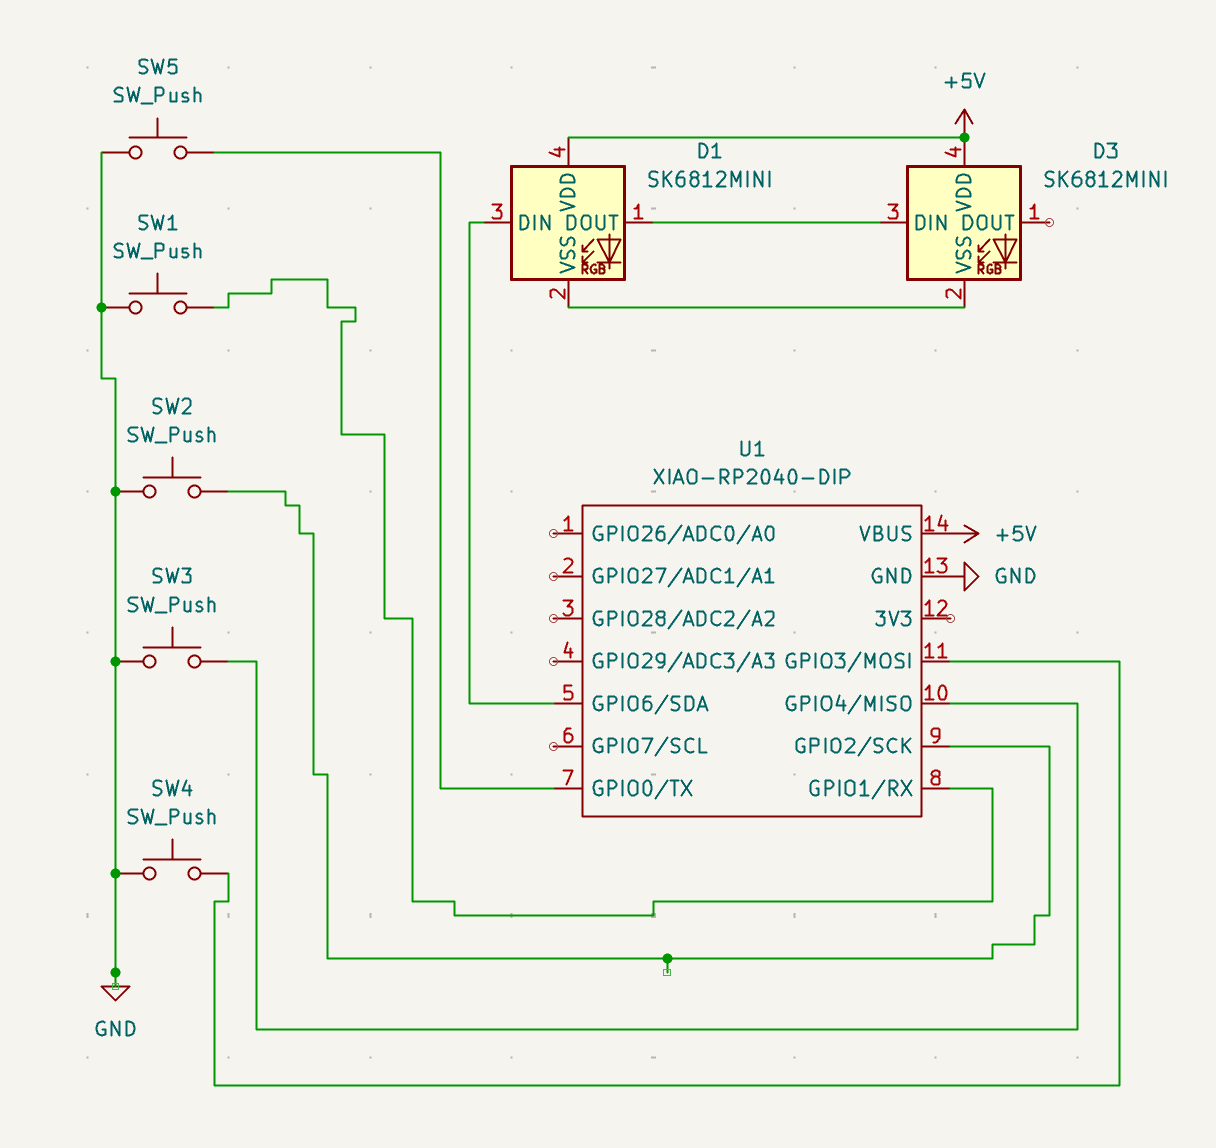 SW5
SW_Push
SW1
SW_Push
SW2
SW_Push
SW3
SW_Push
SW4
SW_Push
GND
+5V
D1
SK6812MINI
4
VDD
3
DIN
DOUT
1
VSS
RGB
2
D3
SK6812MINI
4
VDD
3
DIN
DOUT
1
VSS
RGB
2
U1
XIAO-RP2040-DIP
1 GPIO26/ADC0/A0 VBUS 14 +5V
2 GPIO27/ADC1/A1 GND 13 GND
3 GPIO28/ADC2/A2 3V3 12
4 GPIO29/ADC3/A3 GPIO3/MOSI 11
5 GPIO6/SDA GPIO4/MISO 10
6 GPIO7/SCL GPIO2/SCK 9
7 GPIO0/TX GPIO1/RX 8